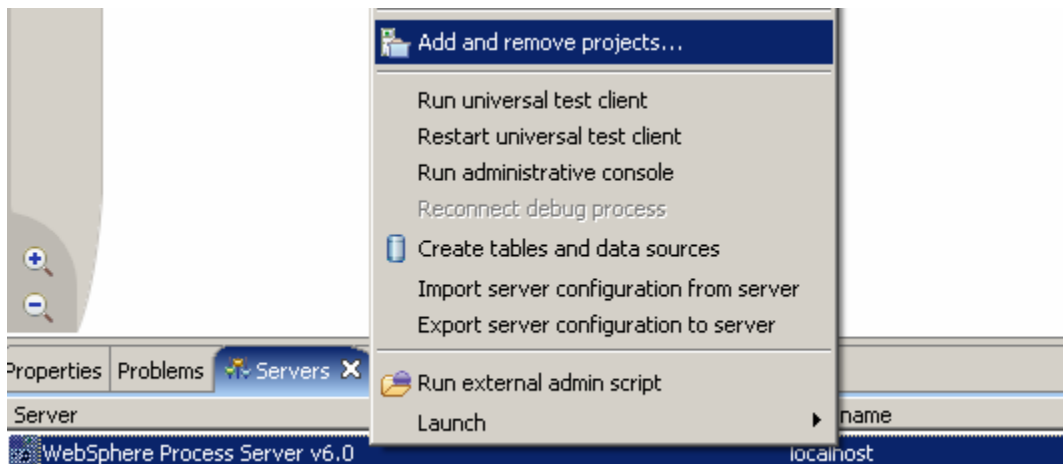 Add and remove projects...
Run universal test client
Restart universal test client
Run administrative console
Reconnect debug process
Create tables and data sources
Import server configuration from server
Export server configuration to server
Run external admin script
Launch
Properties Problems Servers
Server name
WebSphere Process Server v6.0 localhost